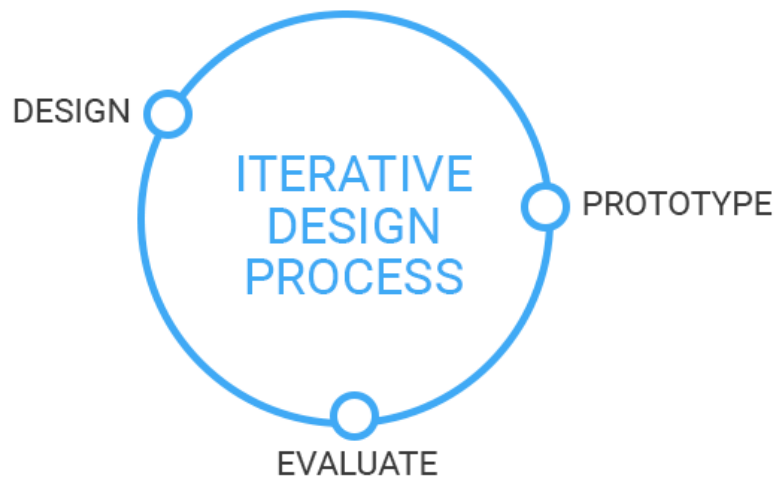 DESIGN
ITERATIVE
DESIGN
PROCESS
PROTOTYPE
EVALUATE